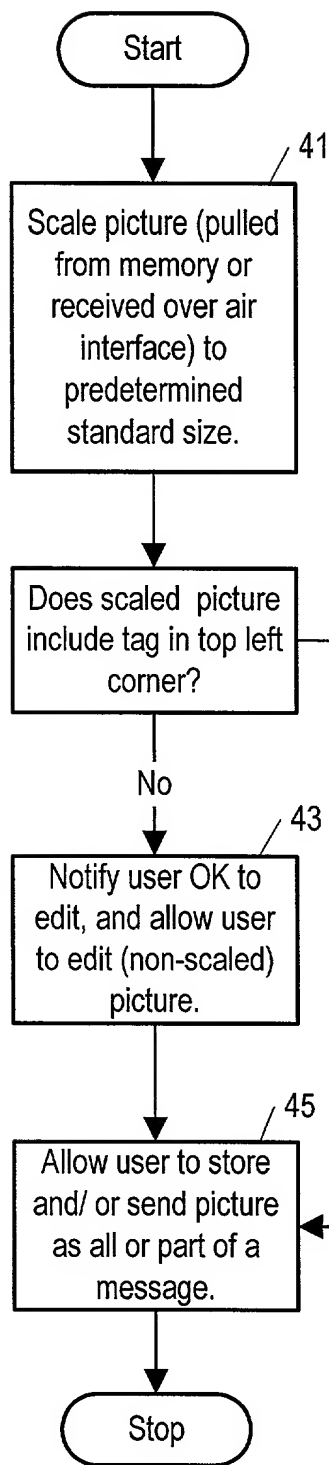 Start
41
Scale picture (pulled
from memory or
received over air
interface) to
predetermined
standard size.
Does scaled picture
include tag in top left
corner?
No
43
Notify user OK to
edit, and allow user
to edit (non-scaled)
picture.
45
Allow user to store
and/ or send picture
as all or part of a
message.
Stop